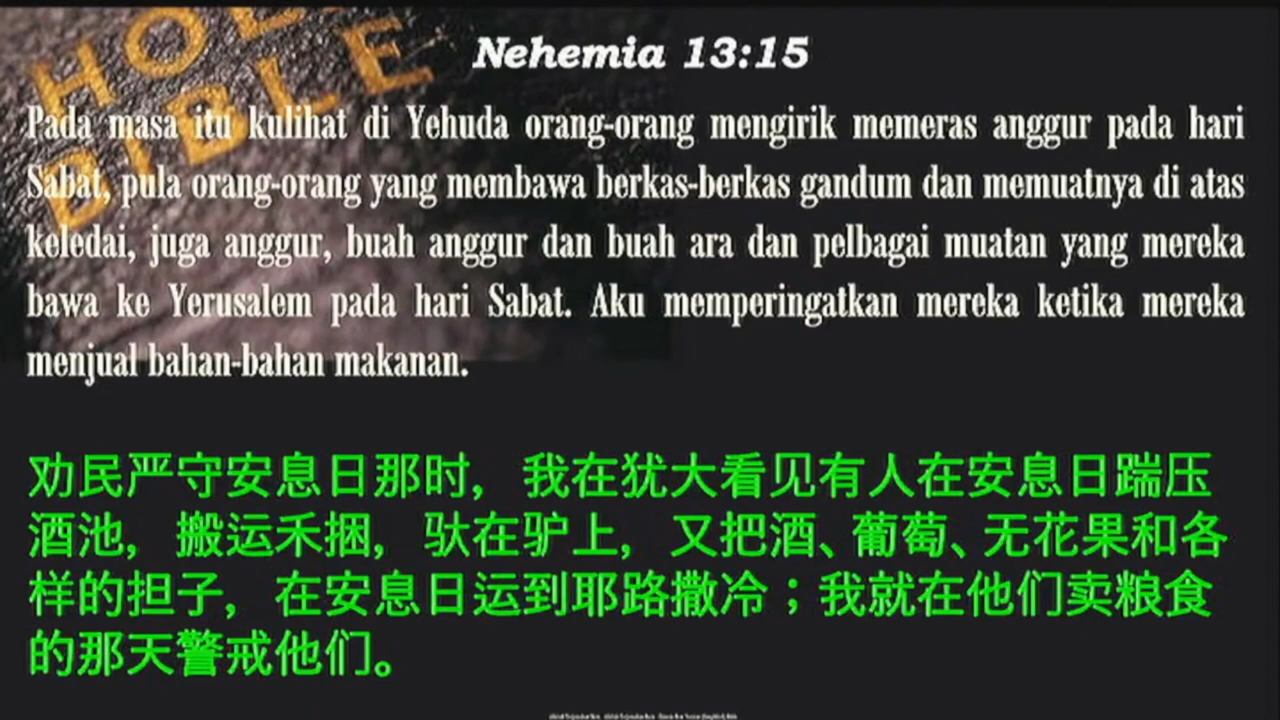 HOL
BIBLE
Nehemia 13:15
Pada masa itu kulihat di Yehuda orang-orang mengirik memeras anggur pada hari
Sabat, pula orang-orang yang membawa berkas-berkas gandum dan memuatnya di atas
keledai, juga anggur, buah anggur dan buah ara dan pelbagai muatan yang mereka
bawa ke Yerusalem pada hari Sabat. Aku memperingatkan mereka ketika mereka
menjual bahan-bahan makanan.
劝民严守安息日那时，我在犹大看见有人在安息日踹压
酒池，搬运禾捆，驮在驴上，又把酒、葡萄、无花果和各
样的担子，在安息日运到耶路撒冷；我就在他们卖粮食
的那天警戒他们。